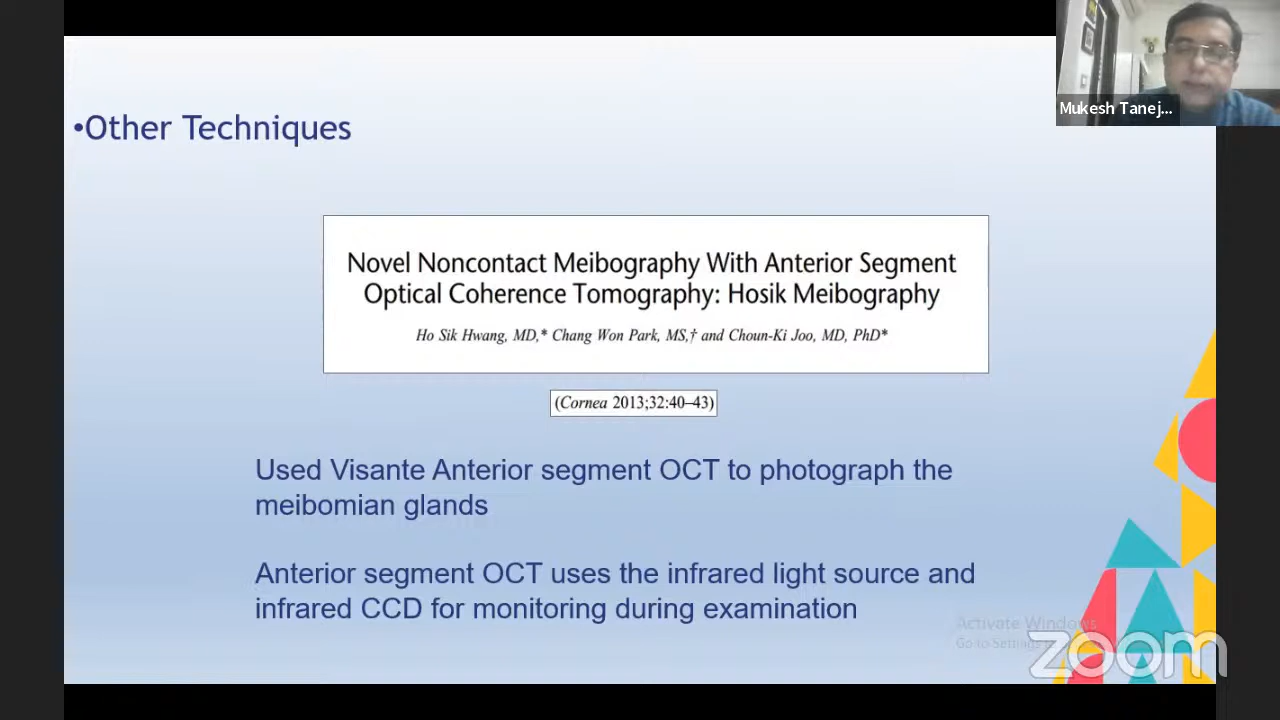 Mukesh Tanej...
•Other Techniques
Novel Noncontact Meibography With Anterior Segment
Optical Coherence Tomography: Hosik Meibography
Ho Sik Hwang, MD,* Chang Won Park, MS,† and Choun-Ki Joo, MD, PhD*
(Cornea 2013;32:40–43)
Used Visante Anterior segment OCT to photograph the
meibomian glands
Anterior segment OCT uses the infrared light source and
infrared CCD for monitoring during examination
Activate Windows
Go to Settings
zoom